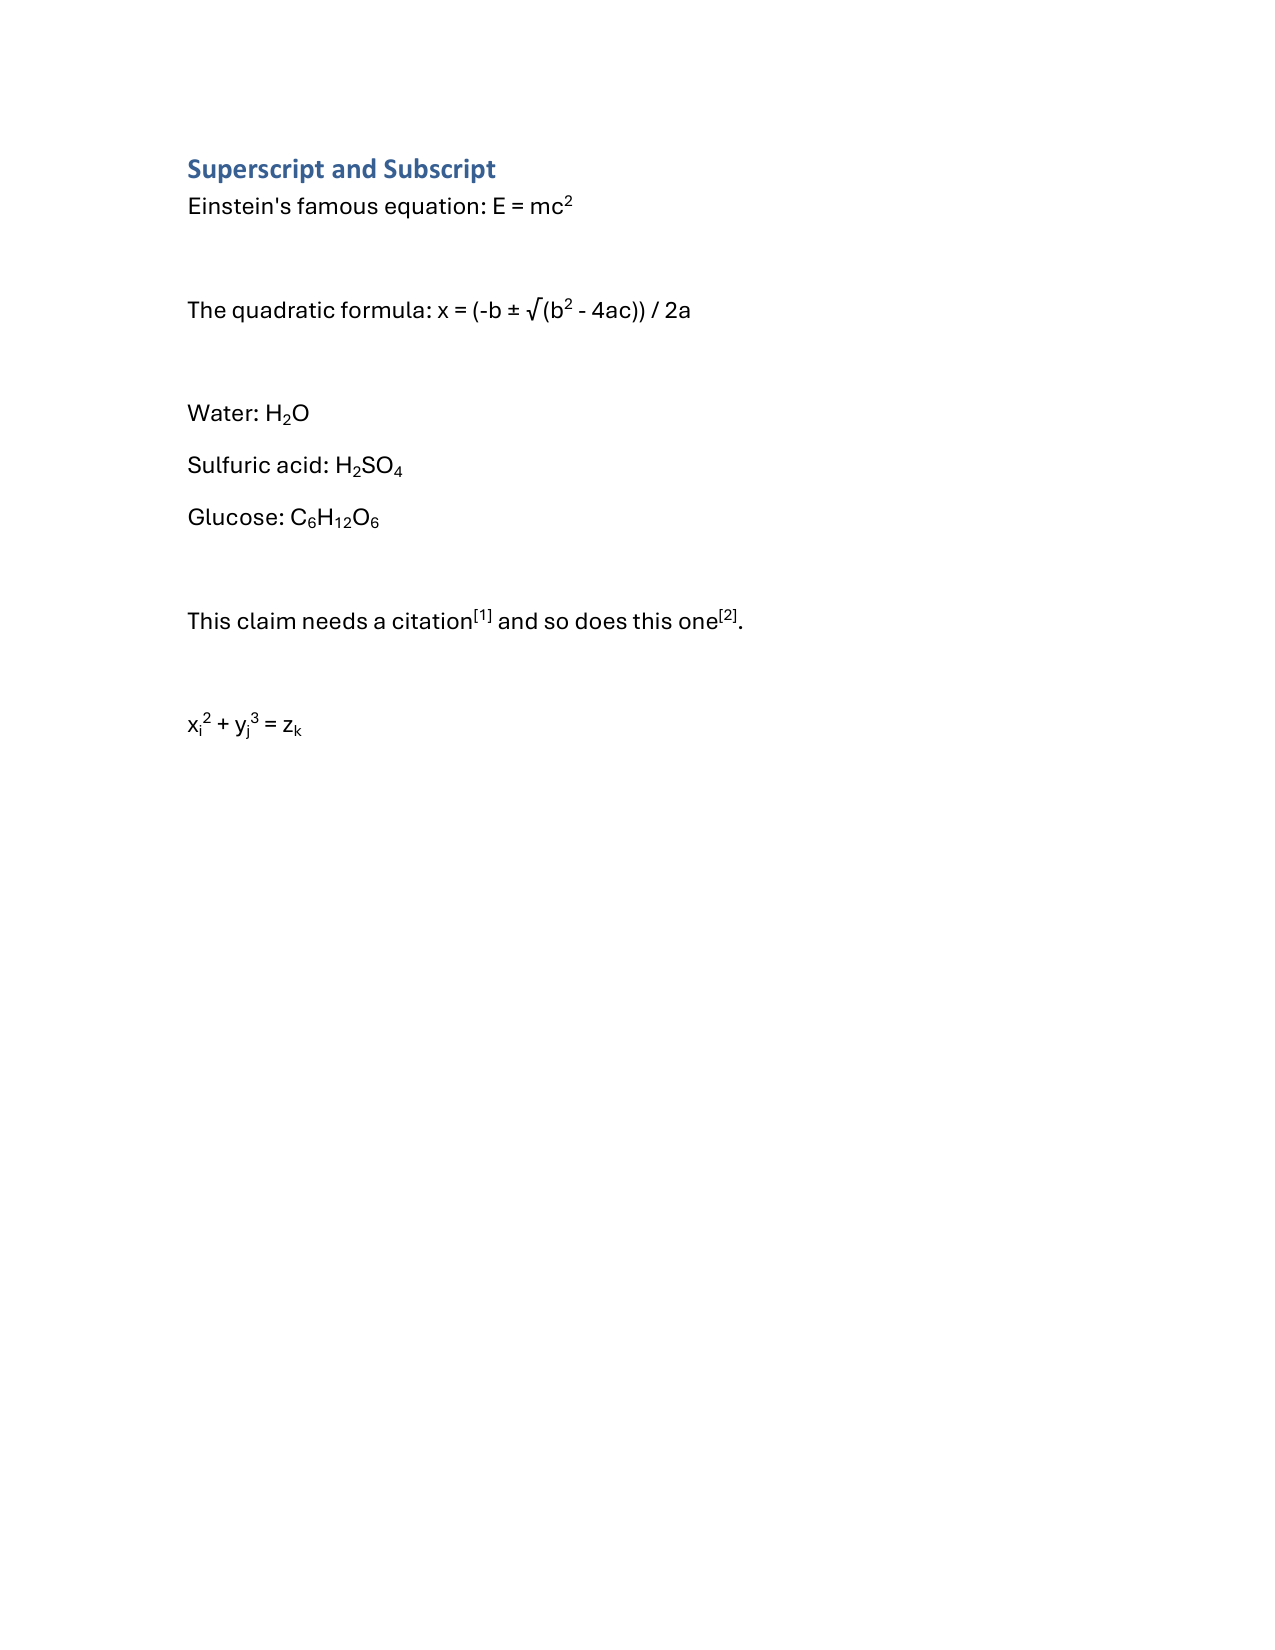 Superscript and Subscript
Einstein's famous equation: E = mc²
The quadratic formula: x = (-b ± √(b² - 4ac)) / 2a
Water: H₂O
Sulfuric acid: H₂SO₄
Glucose: C₆H₁₂O₆
This claim needs a citation⁽[1]⁾ and so does this one⁽[2]⁾.
xᵢ² + yⱼ³ = zₖ